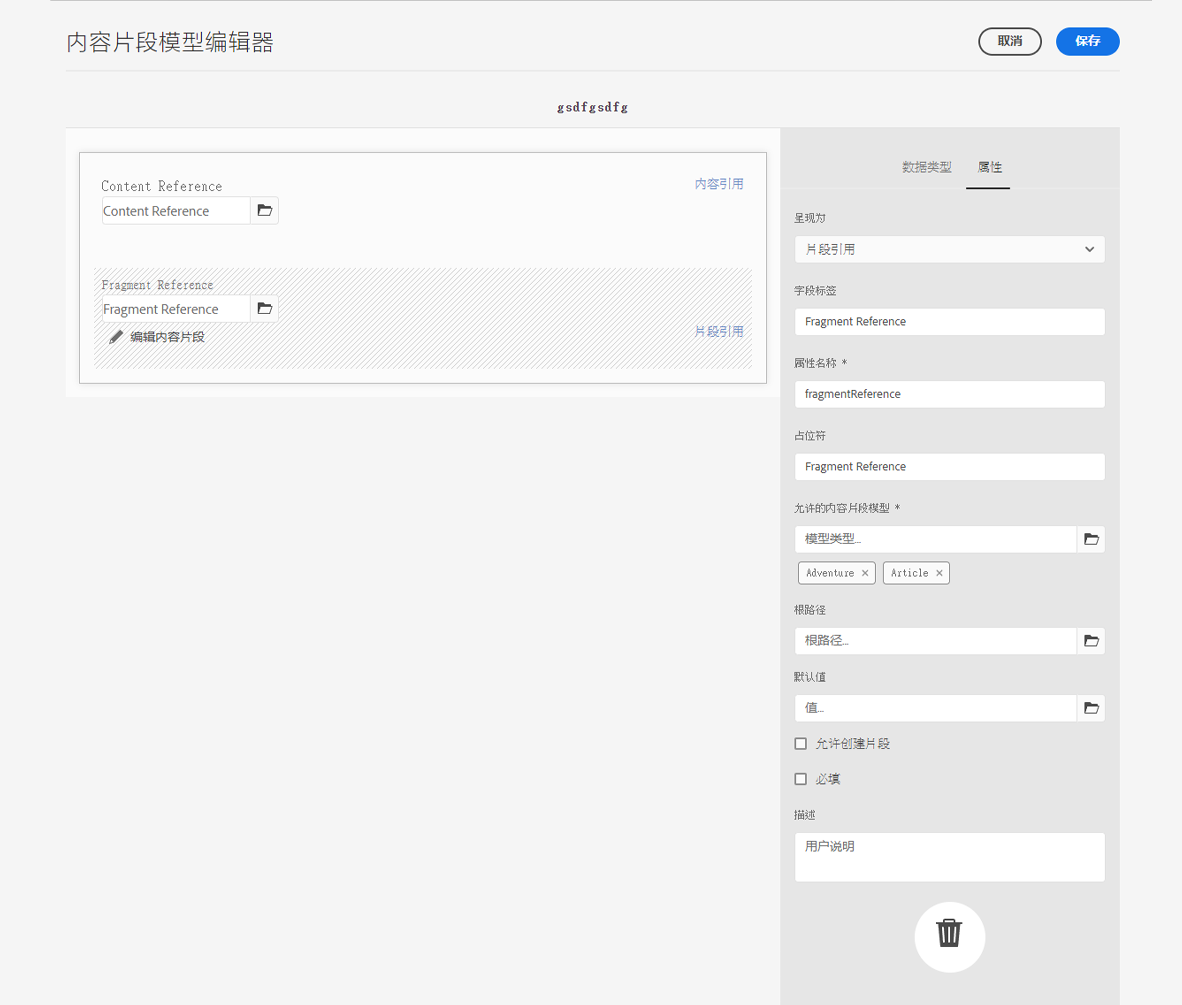 内容片段模型编辑器
取消
保存
gsdfgsdfg
Content Reference
内容引用
Content Reference
Fragment Reference
Fragment Reference
编辑内容片段
片段引用
数据类型
属性
呈现为
片段引用
字段标签
Fragment Reference
属性名称 *
fragmentReference
占位符
Fragment Reference
允许的内容片段模型 *
模型类型...
Adventure ×
Article ×
根路径
根路径...
默认值
值...
允许创建片段
必填
描述
用户说明